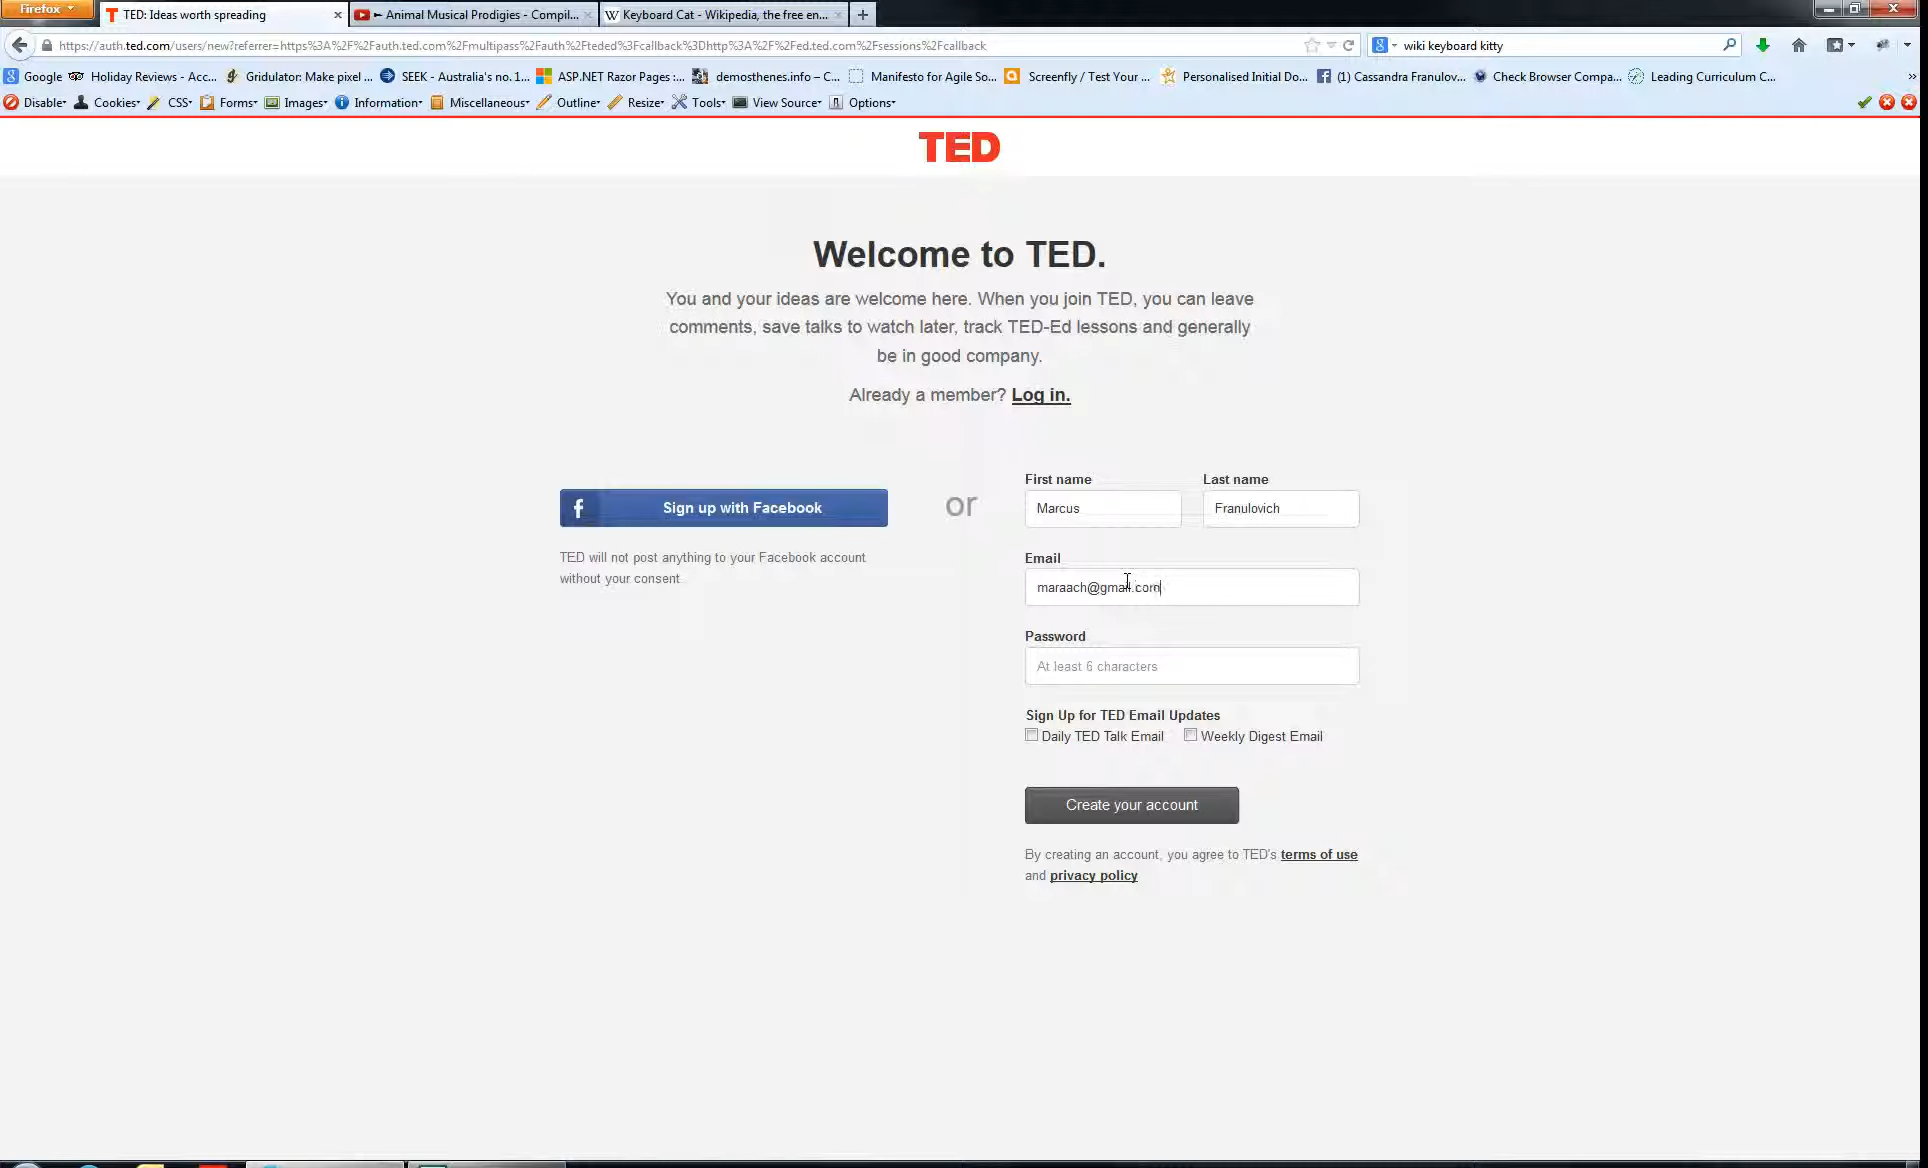 Firefox
TED: Ideas worth spreading
Animal Musical Prodigies - Compil...
W Keyboard Cat - Wikipedia, the free en...
https://auth.ted.com/users/new?referrer=https%3A%2F%2Fauth.ted.com%2Fmultipass%2Fauth%2Fteded%3Fcallback%3Dhttp%3A%2F%2Fed.ted.com%2Fsessions%2Fcallback
wiki keyboard kitty
Google Holiday Reviews - Acc... Gridulator: Make pixel ... SEEK - Australia's no. 1... ASP.NET Razor Pages :... demosthenes.info – C... Manifesto for Agile So... Screenfly / Test Your ... Personalised Initial Do... (1) Cassandra Franulov... Check Browser Compa... Leading Curriculum C...
Disable Cookies CSS Forms Images Information Miscellaneous Outline Resize Tools View Source Options
TED
Welcome to TED.
You and your ideas are welcome here. When you join TED, you can leave
comments, save talks to watch later, track TED-Ed lessons and generally
be in good company.
Already a member? Log in.
Sign up with Facebook
TED will not post anything to your Facebook account
without your consent
or
First name
Last name
Marcus
Franulovich
Email
maraach@gmail.com
Password
At least 6 characters
Sign Up for TED Email Updates
Daily TED Talk Email Weekly Digest Email
Create your account
By creating an account, you agree to TED's terms of use
and privacy policy